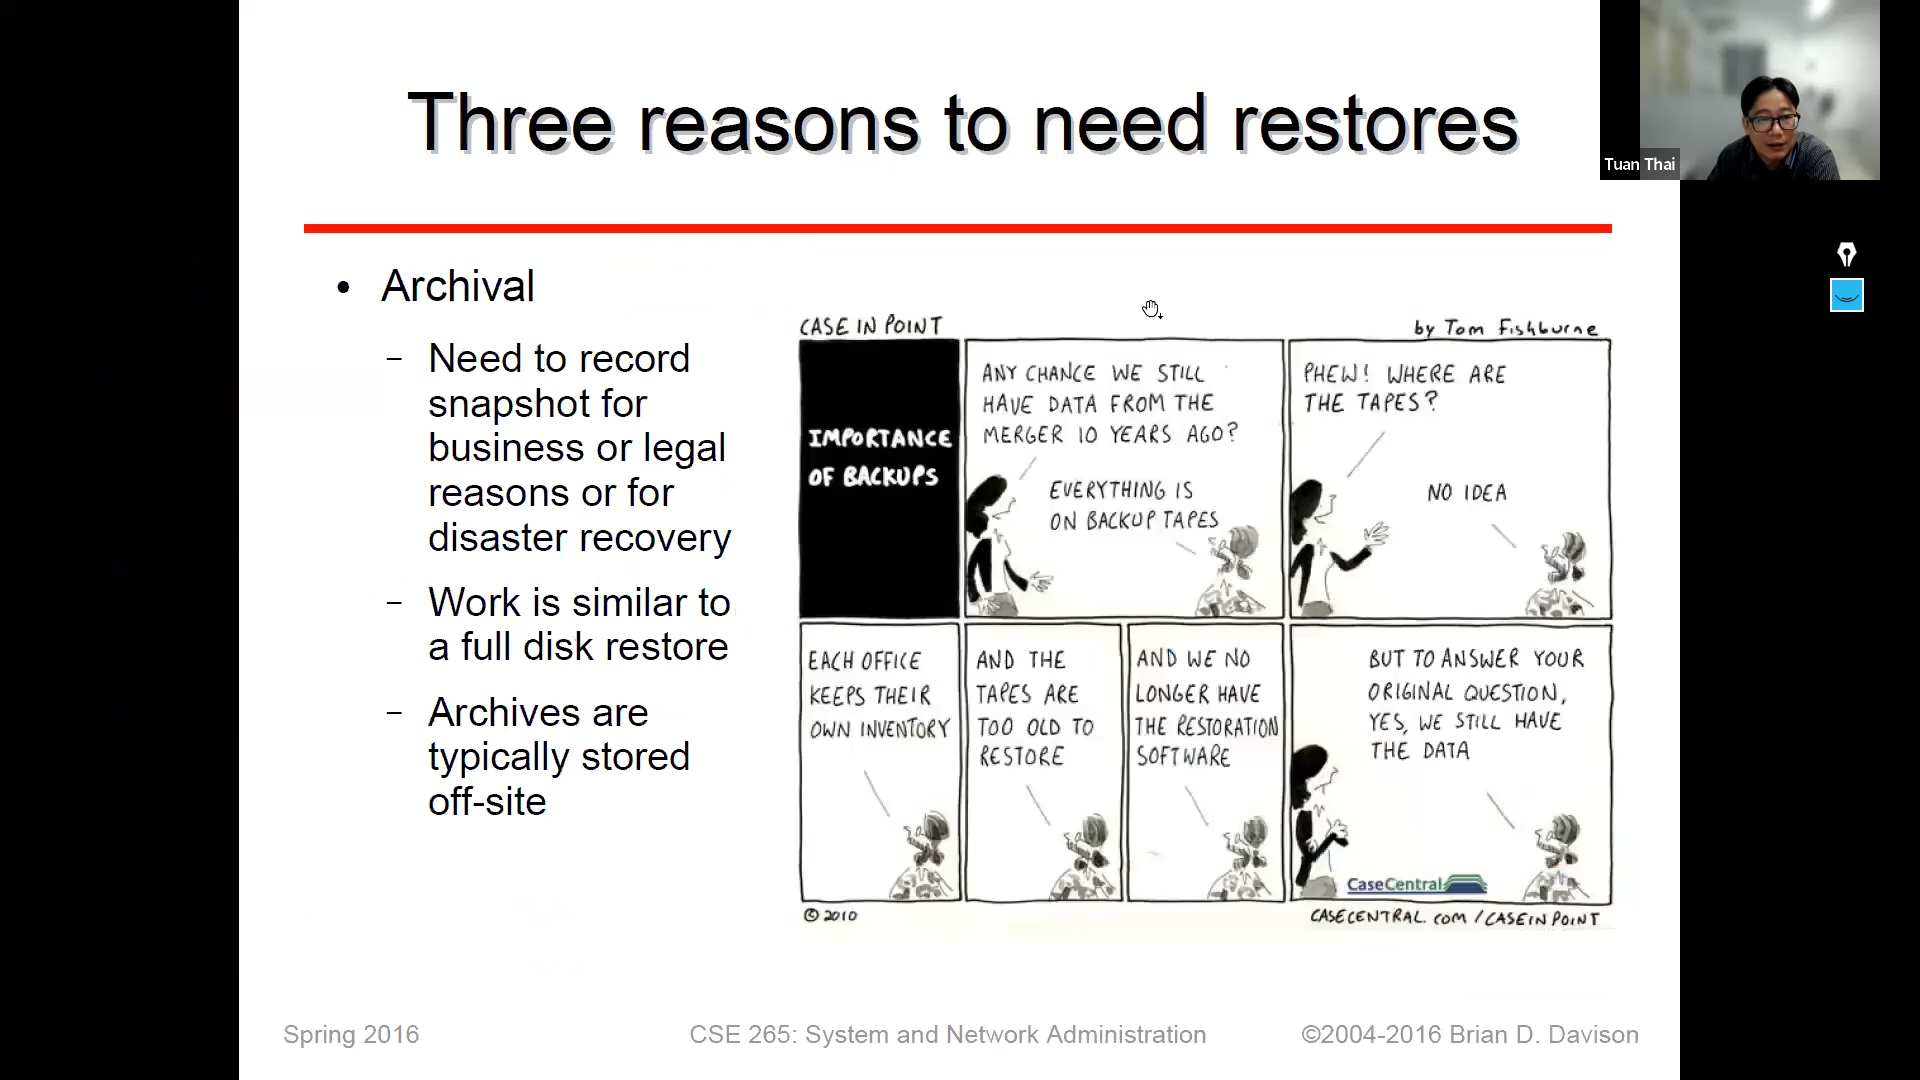 Three reasons to need restores
Tuan Thai
• Archival
– Need to record
snapshot for
business or legal
reasons or for
disaster recovery
– Work is similar to
a full disk restore
– Archives are
typically stored
off-site
CASE IN POINT
by Tom Fishburne
IMPORTANCE
OF BACKUPS
ANY CHANCE WE STILL
HAVE DATA FROM THE
MERGER 10 YEARS AGO?
EVERYTHING IS
ON BACKUP TAPES
PHEW! WHERE ARE
THE TAPES?
NO IDEA
EACH OFFICE
KEEPS THEIR
OWN INVENTORY
AND THE
TAPES ARE
TOO OLD TO
RESTORE
AND WE NO
LONGER HAVE
THE RESTORATION
SOFTWARE
BUT TO ANSWER YOUR
ORIGINAL QUESTION,
YES, WE STILL HAVE
THE DATA
CaseCentral
© 2010
CASECENTRAL.COM/CASEINPOINT
Spring 2016
CSE 265: System and Network Administration
©2004-2016 Brian D. Davison